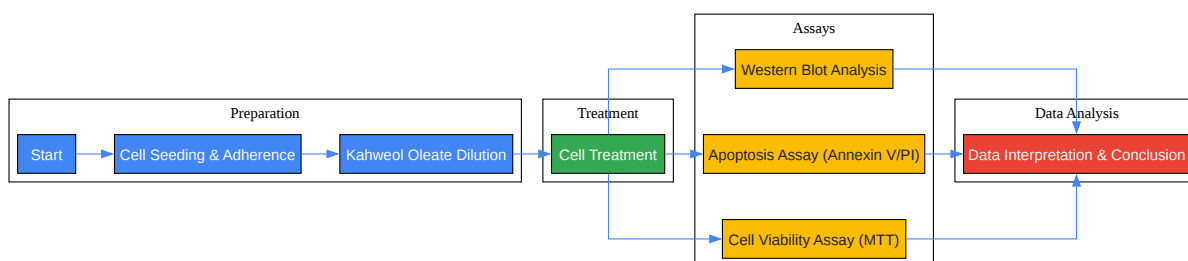 Preparation
Start
Cell Seeding & Adherence
Kahweol Oleate Dilution
Treatment
Cell Treatment
Assays
Western Blot Analysis
Apoptosis Assay (Annexin V/PI)
Cell Viability Assay (MTT)
Data Analysis
Data Interpretation & Conclusion